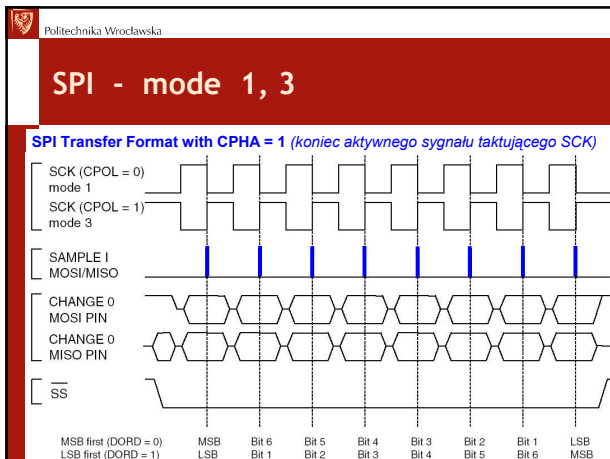 Politechnika Wrocławska
SPI - mode 1, 3
SPI Transfer Format with CPHA = 1 (koniec aktywnego sygnału taktującego SCK)
SCK (CPOL = 0)
mode 1
SCK (CPOL = 1)
mode 3
SAMPLE I
MOSI/MISO
CHANGE 0
MOSI PIN
CHANGE 0
MISO PIN
SS
MSB first (DORD = 0) MSB Bit 6 Bit 5 Bit 4 Bit 3 Bit 2 Bit 1 LSB
LSB first (DORD = 1) LSB Bit 1 Bit 2 Bit 3 Bit 4 Bit 5 Bit 6 MSB